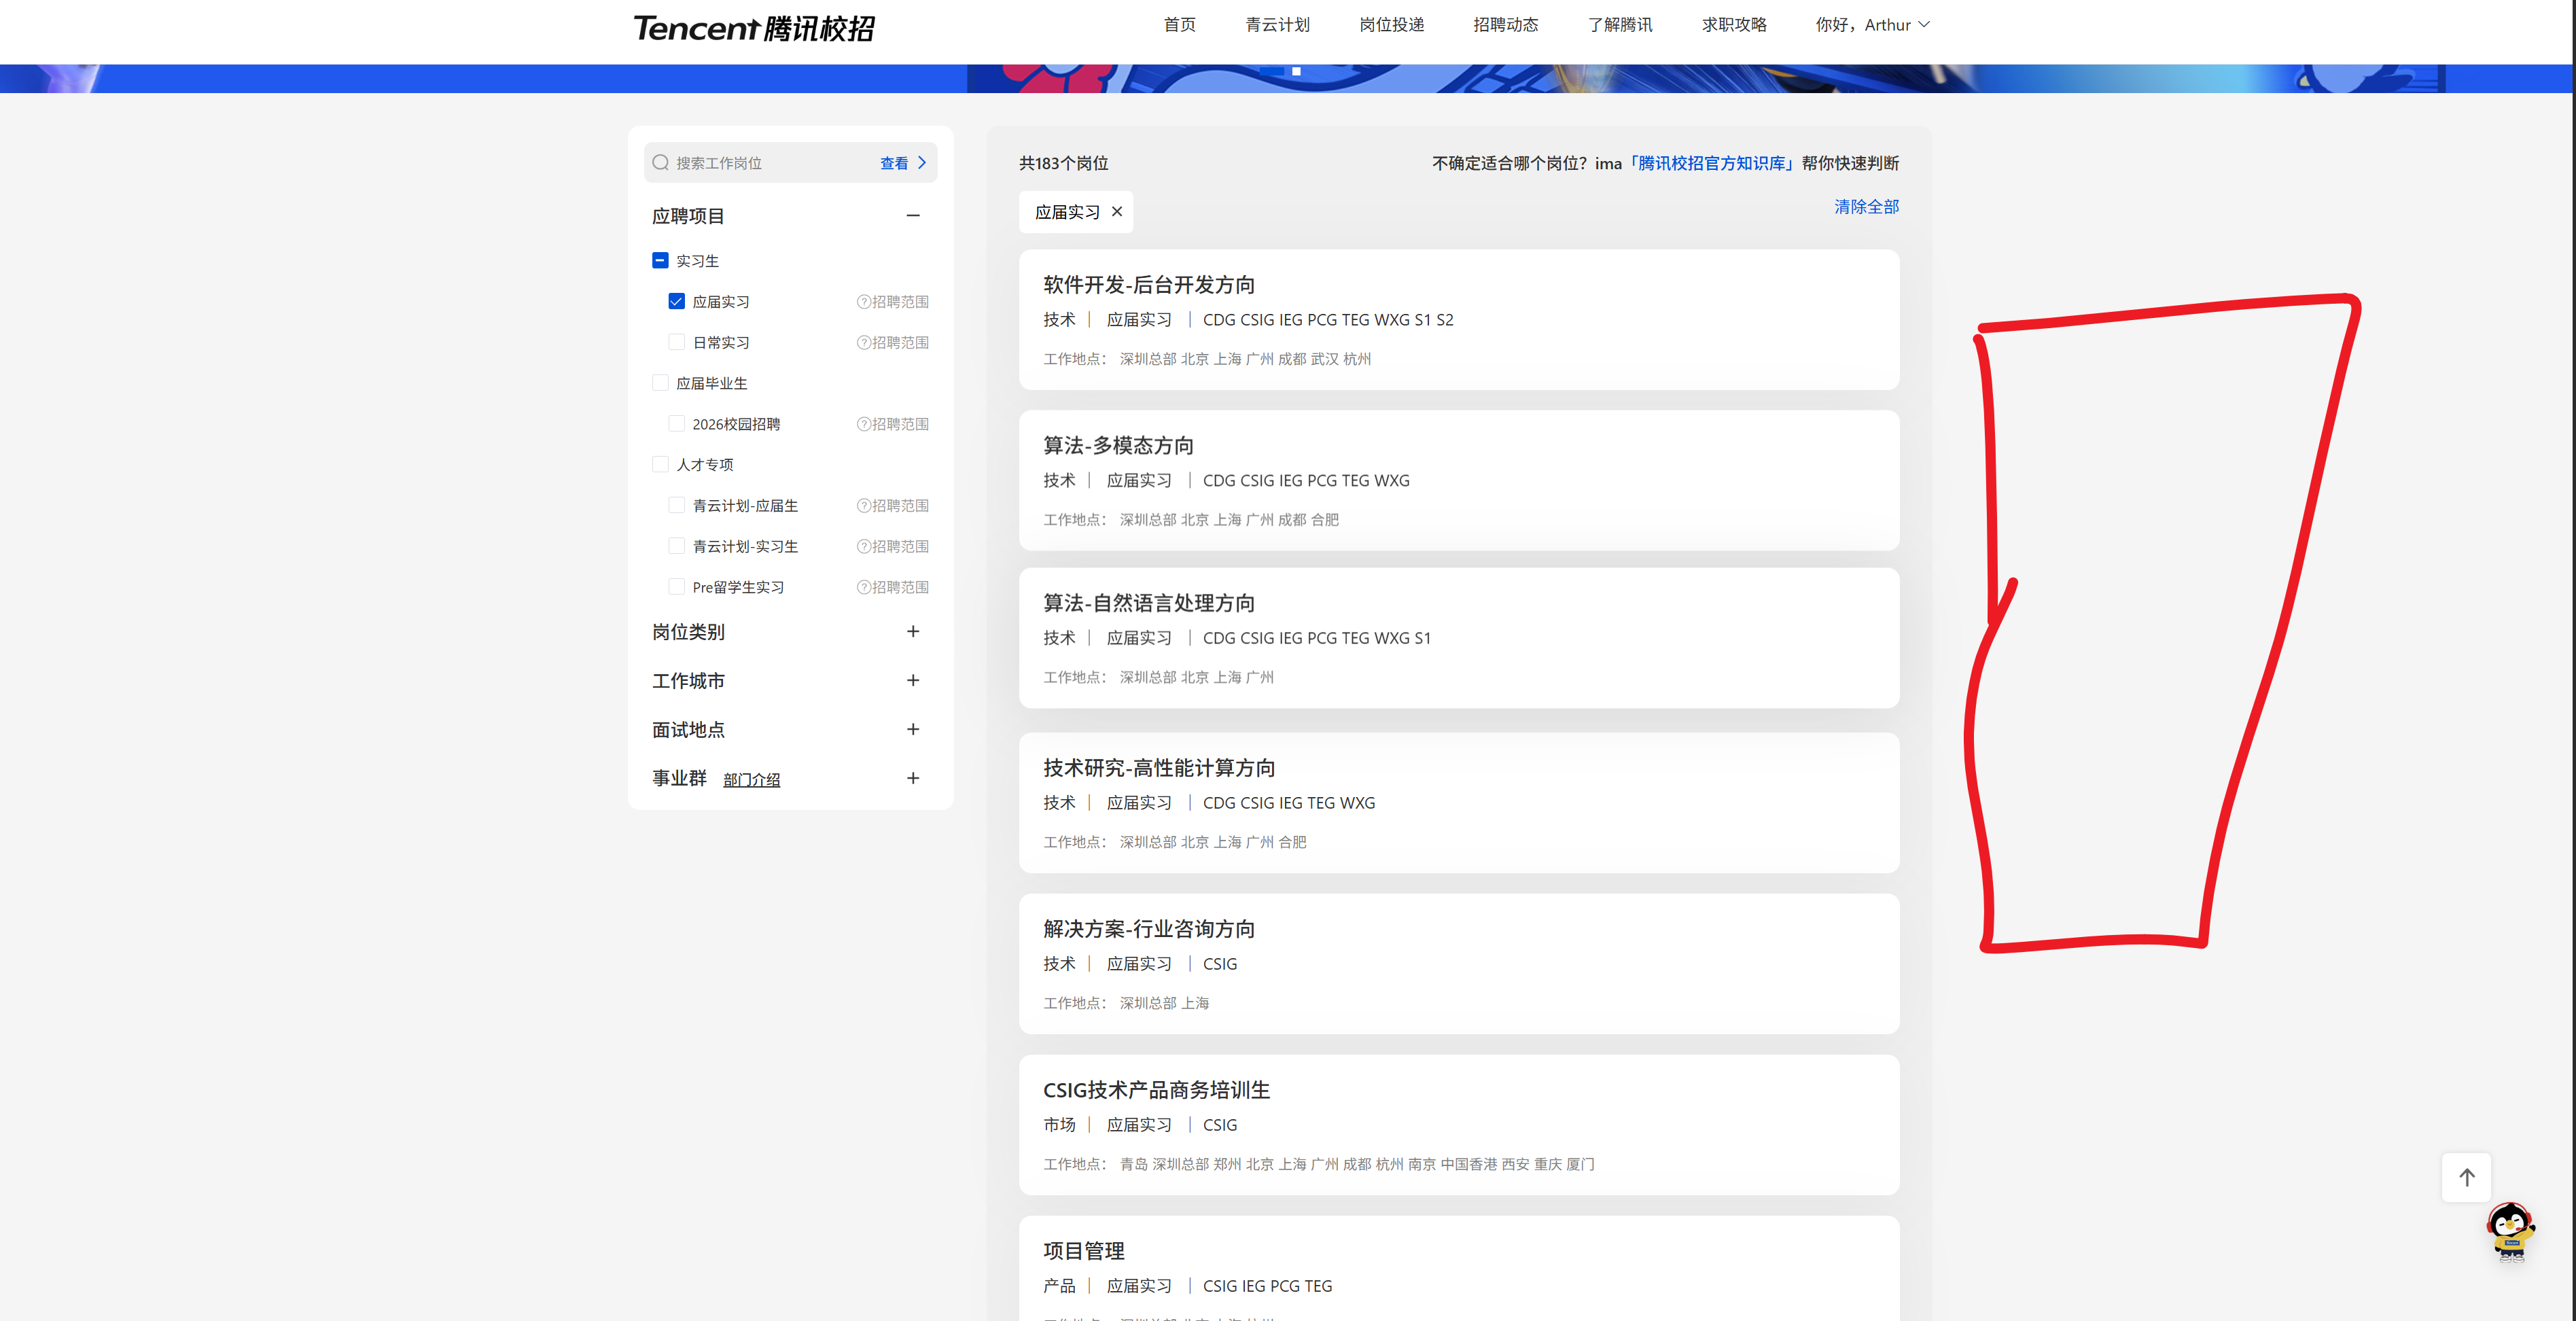 Tencent 腾讯校招
首页 青云计划 岗位投递 招聘动态 了解腾讯 求职攻略 你好，Arthur
搜索工作岗位 查看
应聘项目
实习生
应届实习 招聘范围
日常实习 招聘范围
应届毕业生
2026校园招聘 招聘范围
人才专项
青云计划-应届生 招聘范围
青云计划-实习生 招聘范围
Pre留学生实习 招聘范围
岗位类别
工作城市
面试地点
事业群 部门介绍
共183个岗位 不确定适合哪个岗位？ima「腾讯校招官方知识库」帮你快速判断
应届实习 清除全部
软件开发-后台开发方向
技术 | 应届实习 | CDG CSIG IEG PCG TEG WXG S1 S2
工作地点： 深圳总部 北京 上海 广州 成都 武汉 杭州
算法-多模态方向
技术 | 应届实习 | CDG CSIG IEG PCG TEG WXG
工作地点： 深圳总部 北京 上海 广州 成都 合肥
算法-自然语言处理方向
技术 | 应届实习 | CDG CSIG IEG PCG TEG WXG S1
工作地点： 深圳总部 北京 上海 广州
技术研究-高性能计算方向
技术 | 应届实习 | CDG CSIG IEG TEG WXG
工作地点： 深圳总部 北京 上海 广州 合肥
解决方案-行业咨询方向
技术 | 应届实习 | CSIG
工作地点： 深圳总部 上海
CSIG技术产品商务培训生
市场 | 应届实习 | CSIG
工作地点： 青岛 深圳总部 郑州 北京 上海 广州 成都 杭州 南京 中国香港 西安 重庆 厦门
项目管理
产品 | 应届实习 | CSIG IEG PCG TEG